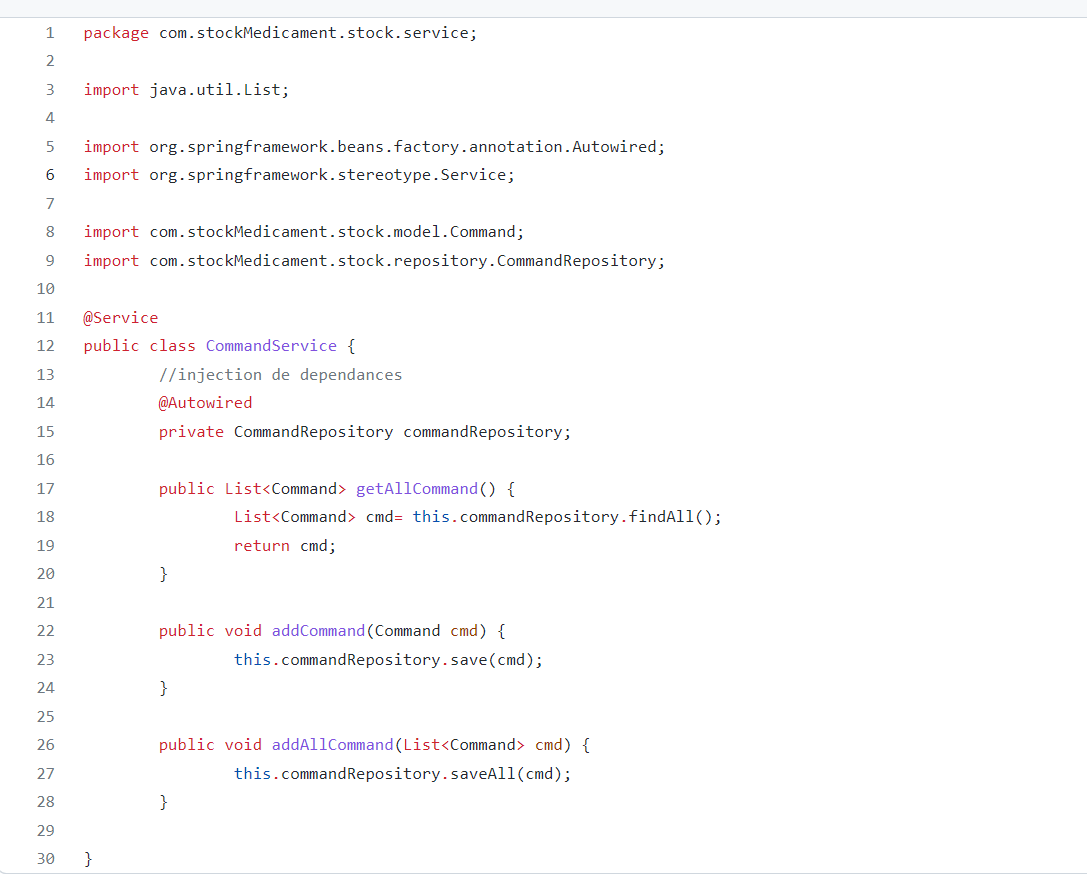 1 package com.stockMedicament.stock.service;
2
3 import java.util.List;
4
5 import org.springframework.beans.factory.annotation.Autowired;
6 import org.springframework.stereotype.Service;
7
8 import com.stockMedicament.stock.model.Command;
9 import com.stockMedicament.stock.repository.CommandRepository;
10
11 @Service
12 public class CommandService {
13         //injection de dependances
14         @Autowired
15         private CommandRepository commandRepository;
16
17         public List<Command> getAllCommand() {
18                 List<Command> cmd= this.commandRepository.findAll();
19                 return cmd;
20         }
21
22         public void addCommand(Command cmd) {
23                 this.commandRepository.save(cmd);
24         }
25
26         public void addAllCommand(List<Command> cmd) {
27                 this.commandRepository.saveAll(cmd);
28         }
29
30 }